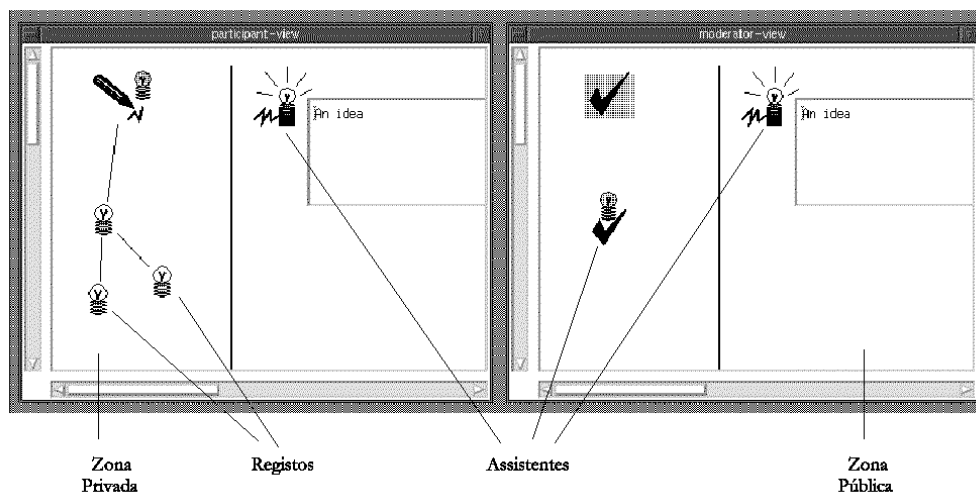 participant-view
moderator-view
An idea
An idea
Zona
Privada
Registos
Assistentes
Zona
Pública